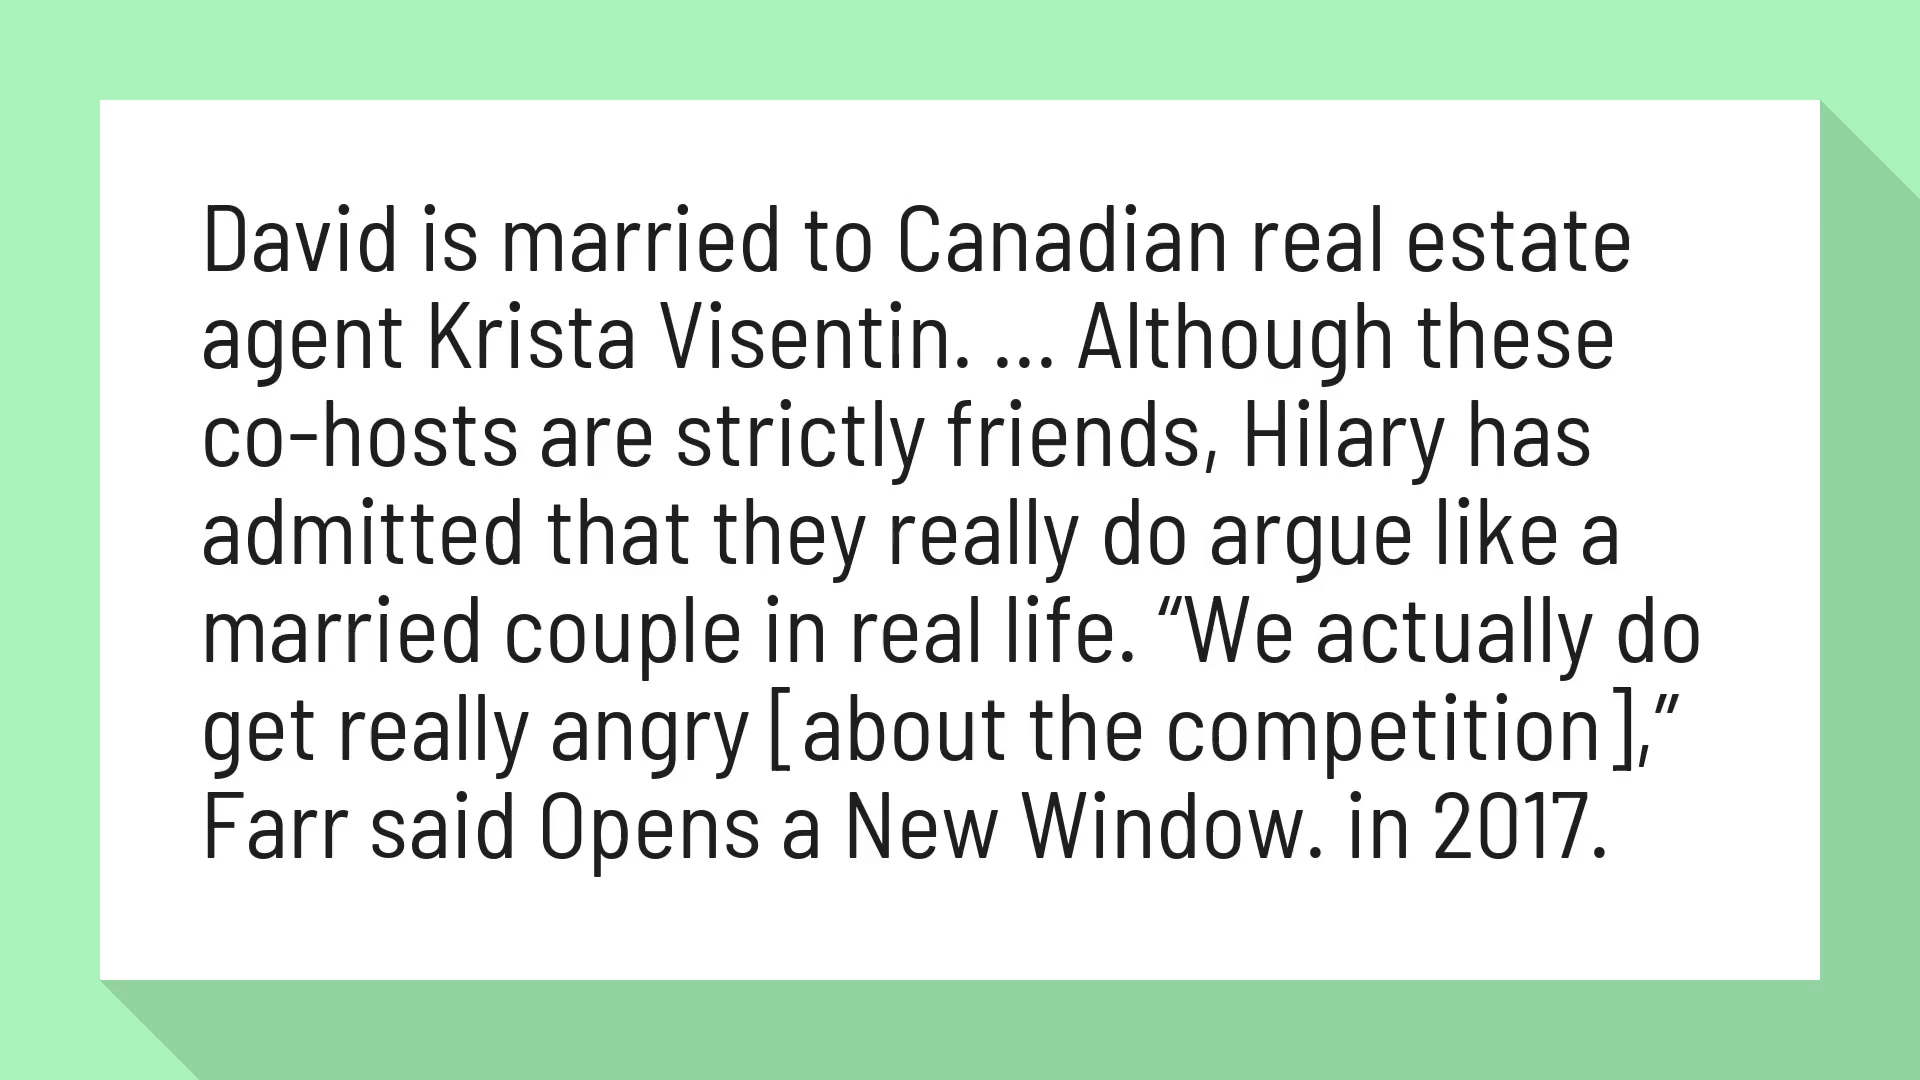 David is married to Canadian real estate
agent Krista Visentin. ... Although these
co-hosts are strictly friends, Hilary has
admitted that they really do argue like a
married couple in real life. “We actually do
get really angry [about the competition],”
Farr said Opens a New Window. in 2017.